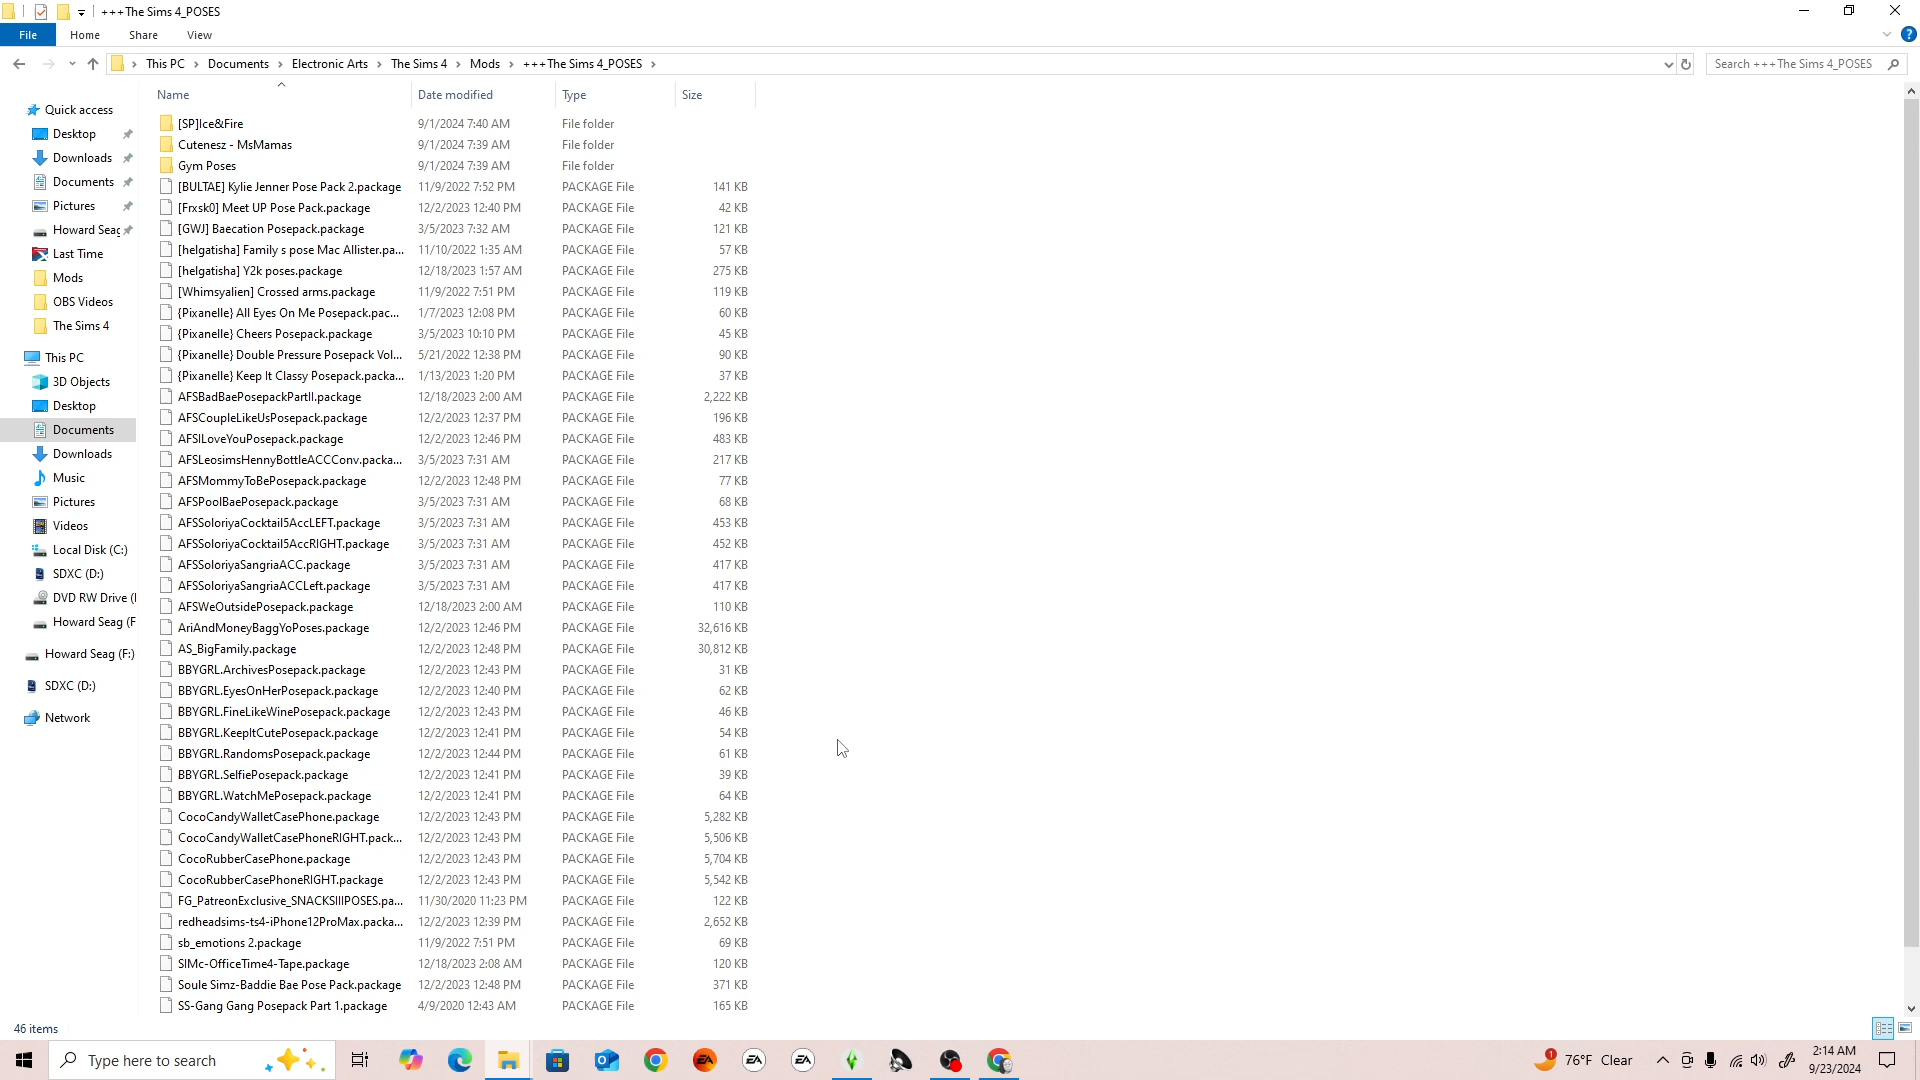 +++The Sims 4_POSES
File Home Share View
This PC Documents Electronic Arts The Sims 4 Mods +++The Sims 4_POSES
Search +++The Sims 4_POSES
Quick access
Desktop
Downloads
Documents
Pictures
Howard Seag
Last Time
Mods
OBS Videos
The Sims 4
This PC
3D Objects
Desktop
Documents
Downloads
Music
Pictures
Videos
Local Disk (C:)
SDXC (D:)
DVD RW Drive (
Howard Seag (F
Howard Seag (F:)
SDXC (D:)
Network
Name Date modified Type Size
[SP]Ice&Fire 9/1/2024 7:40 AM File folder
Cutenesz - MsMamas 9/1/2024 7:39 AM File folder
Gym Poses 9/1/2024 7:39 AM File folder
[BULTAE] Kylie Jenner Pose Pack 2.package 11/9/2022 7:52 PM PACKAGE File 141 KB
[Frxsk0] Meet UP Pose Pack.package 12/2/2023 12:40 PM PACKAGE File 42 KB
[GWJ] Baecation Posepack.package 3/5/2023 7:32 AM PACKAGE File 121 KB
[helgatisha] Family s pose Mac Allister.pa... 11/10/2022 1:35 AM PACKAGE File 57 KB
[helgatisha] Y2k poses.package 12/18/2023 1:57 AM PACKAGE File 275 KB
[Whimsyalien] Crossed arms.package 11/9/2022 7:51 PM PACKAGE File 119 KB
{Pixanelle} All Eyes On Me Posepack.pac... 1/7/2023 12:08 PM PACKAGE File 60 KB
{Pixanelle} Cheers Posepack.package 3/5/2023 10:10 PM PACKAGE File 45 KB
{Pixanelle} Double Pressure Posepack Vol... 5/21/2022 12:38 PM PACKAGE File 90 KB
{Pixanelle} Keep It Classy Posepack.packa... 1/13/2023 1:20 PM PACKAGE File 37 KB
AFSBadBaePosepackPartII.package 12/18/2023 2:00 AM PACKAGE File 2,222 KB
AFSCoupleLikeUsPosepack.package 12/2/2023 12:37 PM PACKAGE File 196 KB
AFSILoveYouPosepack.package 12/2/2023 12:46 PM PACKAGE File 483 KB
AFSLeosimsHennyBottleACCConv.packa... 3/5/2023 7:31 AM PACKAGE File 217 KB
AFSMommyToBePosepack.package 12/2/2023 12:48 PM PACKAGE File 77 KB
AFSPoolBaePosepack.package 3/5/2023 7:31 AM PACKAGE File 68 KB
AFSSoloriyaCocktail5AccLEFT.package 3/5/2023 7:31 AM PACKAGE File 453 KB
AFSSoloriyaCocktail5AccRIGHT.package 3/5/2023 7:31 AM PACKAGE File 452 KB
AFSSoloriyaSangriaACC.package 3/5/2023 7:31 AM PACKAGE File 417 KB
AFSSoloriyaSangriaACCLeft.package 3/5/2023 7:31 AM PACKAGE File 417 KB
AFSWeOutsidePosepack.package 12/18/2023 2:00 AM PACKAGE File 110 KB
AriAndMoneyBaggYoPoses.package 12/2/2023 12:46 PM PACKAGE File 32,616 KB
AS_BigFamily.package 12/2/2023 12:48 PM PACKAGE File 30,812 KB
BBYGRL.ArchivesPosepack.package 12/2/2023 12:43 PM PACKAGE File 31 KB
BBYGRL.EyesOnHerPosepack.package 12/2/2023 12:40 PM PACKAGE File 62 KB
BBYGRL.FineLikeWinePosepack.package 12/2/2023 12:43 PM PACKAGE File 46 KB
BBYGRL.KeepItCutePosepack.package 12/2/2023 12:41 PM PACKAGE File 54 KB
BBYGRL.RandomsPosepack.package 12/2/2023 12:44 PM PACKAGE File 61 KB
BBYGRL.SelfiePosepack.package 12/2/2023 12:41 PM PACKAGE File 39 KB
BBYGRL.WatchMePosepack.package 12/2/2023 12:41 PM PACKAGE File 64 KB
CocoCandyWalletCasePhone.package 12/2/2023 12:43 PM PACKAGE File 5,282 KB
CocoCandyWalletCasePhoneRIGHT.pack... 12/2/2023 12:43 PM PACKAGE File 5,506 KB
CocoRubberCasePhone.package 12/2/2023 12:43 PM PACKAGE File 5,704 KB
CocoRubberCasePhoneRIGHT.package 12/2/2023 12:43 PM PACKAGE File 5,542 KB
FG_PatreonExclusive_SNACKSIIIPOSES.pa... 11/30/2020 11:23 PM PACKAGE File 122 KB
redheadsims-ts4-iPhone12ProMax.packa... 12/2/2023 12:39 PM PACKAGE File 2,652 KB
sb_emotions 2.package 11/9/2022 7:51 PM PACKAGE File 69 KB
SIMc-OfficeTime4-Tape.package 12/18/2023 2:08 AM PACKAGE File 120 KB
Soule Simz-Baddie Bae Pose Pack.package 12/2/2023 12:48 PM PACKAGE File 371 KB
SS-Gang Gang Posepack Part 1.package 4/9/2020 12:43 AM PACKAGE File 165 KB
46 items
Type here to search
EA
EA
EA
1
76°F Clear
2:14 AM
9/23/2024